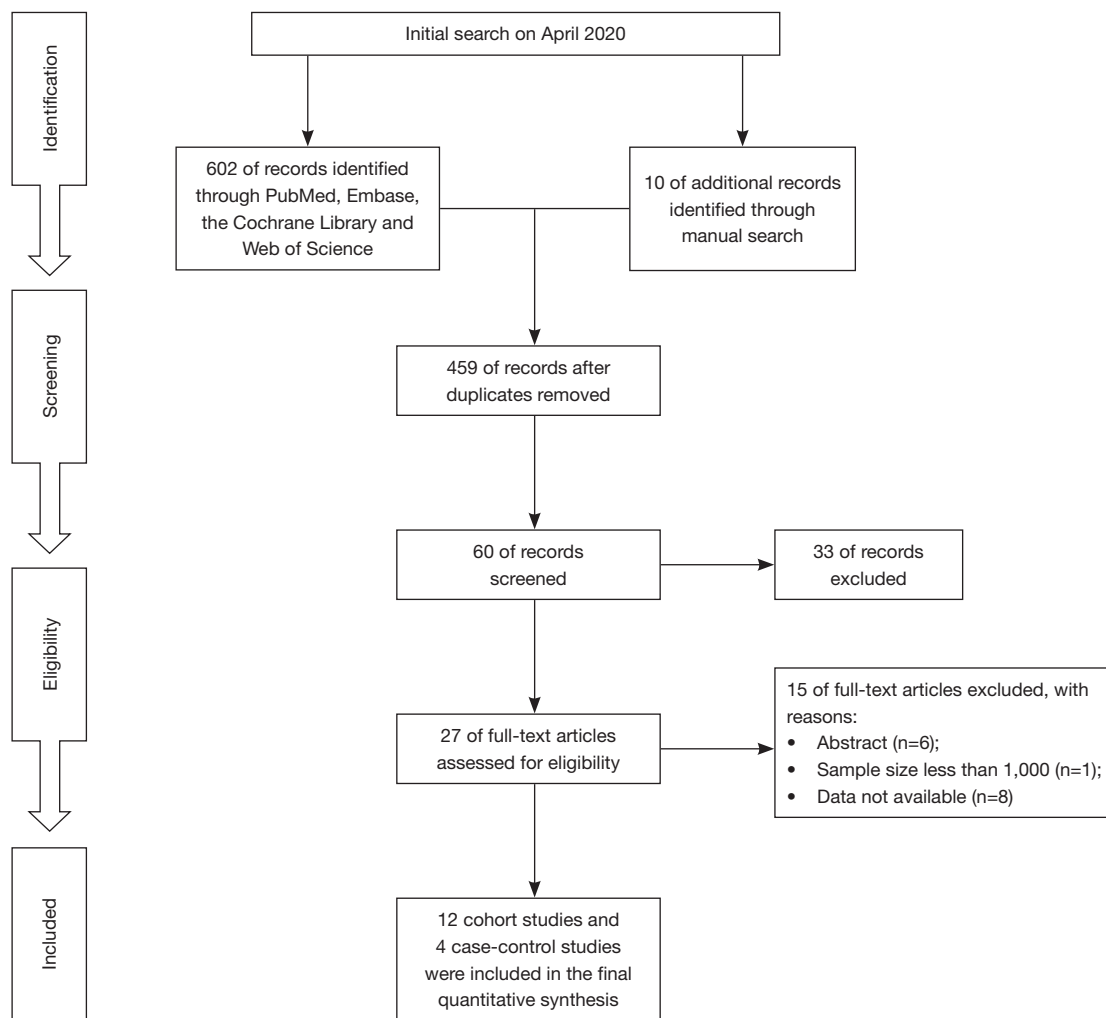 Identification
Screening
Eligibility
Included
Initial search on April 2020
602 of records identified
through PubMed, Embase,
the Cochrane Library and
Web of Science
10 of additional records
identified through
manual search
459 of records after
duplicates removed
60 of records
screened
33 of records
excluded
27 of full-text articles
assessed for eligibility
15 of full-text articles excluded, with
reasons:
• Abstract (n=6);
• Sample size less than 1,000 (n=1);
• Data not available (n=8)
12 cohort studies and
4 case-control studies
were included in the final
quantitative synthesis